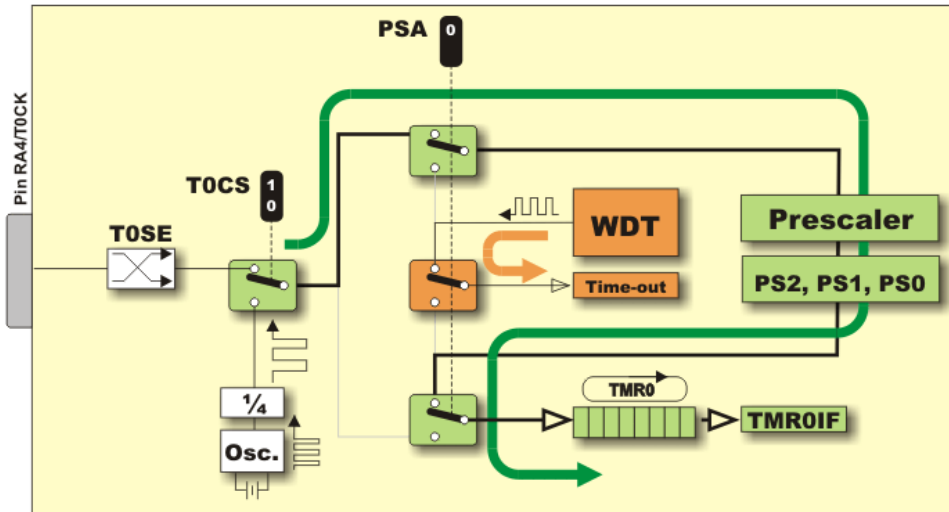 PSA
0
Pin RA4/T0CK
T0CS
1
0
T0SE
WDT
Prescaler
Time-out
PS2, PS1, PS0
¼
Osc.
TMR0
TMR0IF